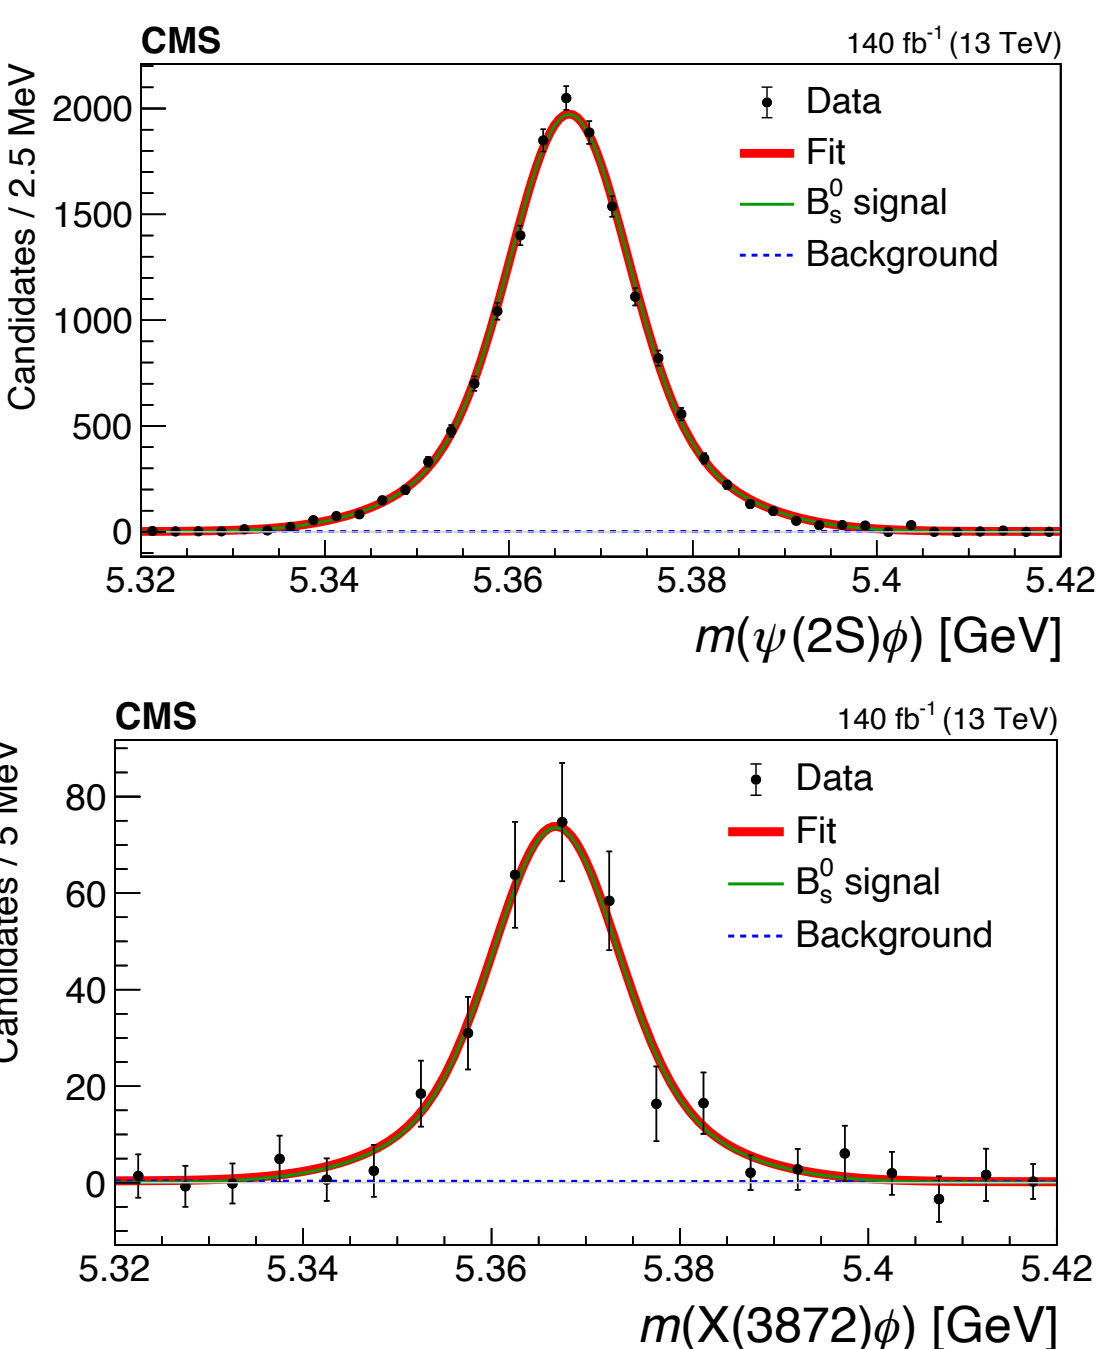 CMS 140 fb⁻¹ (13 TeV)
Candidates / 2.5 MeV
2000
1500
1000
500
0
Data
Fit
B⁰ₛ signal
Background
5.32 5.34 5.36 5.38 5.4 5.42
m(ψ(2S)ϕ) [GeV]
CMS 140 fb⁻¹ (13 TeV)
Candidates / 5 MeV
80
60
40
20
0
Data
Fit
B⁰ₛ signal
Background
5.32 5.34 5.36 5.38 5.4 5.42
m(X(3872)ϕ) [GeV]